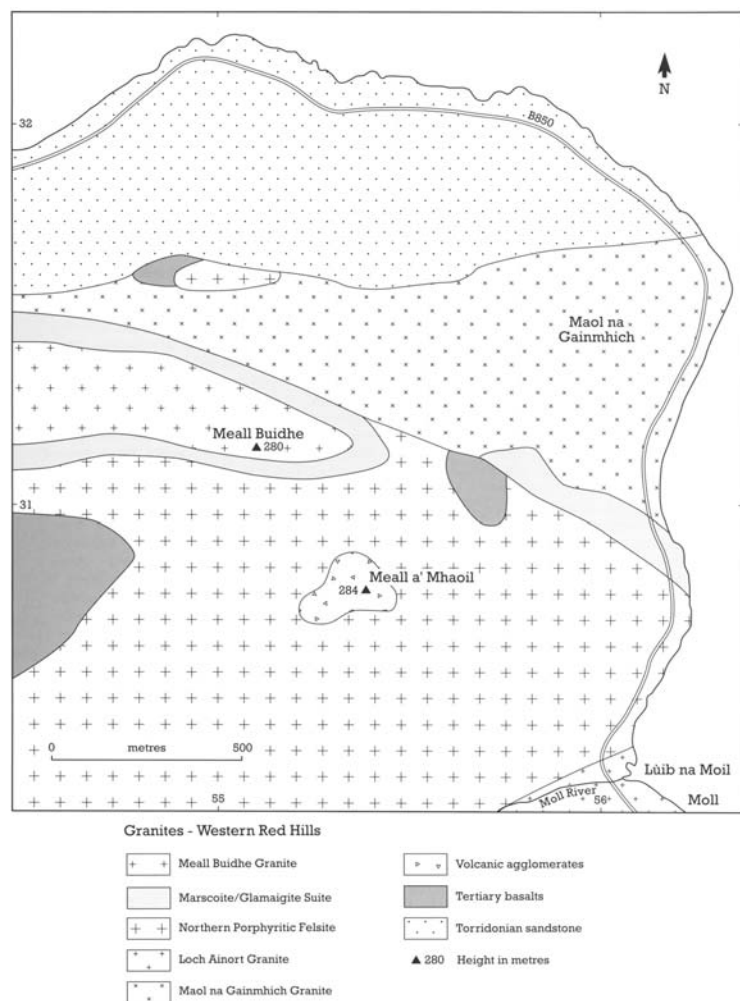 32
B850
N
Maol na
Gainmhich
Meall Buidhe
▲ 280
31
Meall a' Mhaoil
284 ▲
0 metres 500
Lùib na Moil
Moll River
Moll
55
56
Granites - Western Red Hills
Meall Buidhe Granite
Marscoite/Glamaigite Suite
Northern Porphyritic Felsite
Loch Ainort Granite
Maol na Gainmhich Granite
Volcanic agglomerates
Tertiary basalts
Torridonian sandstone
▲ 280 Height in metres